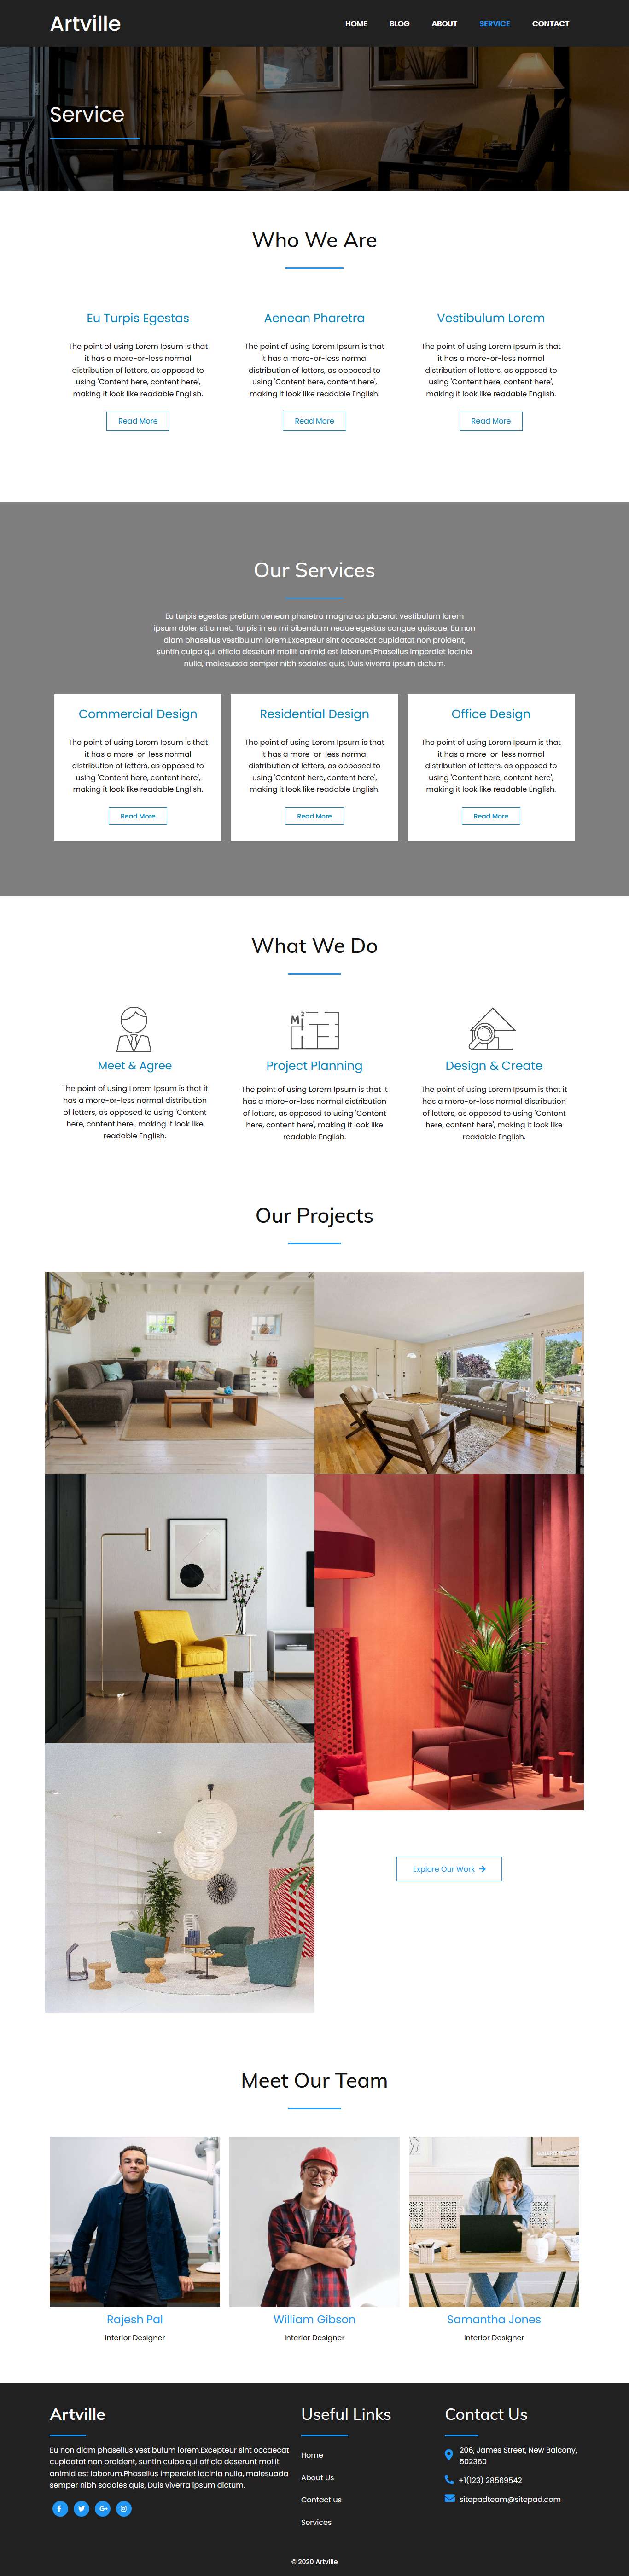 Artville
HOME BLOG ABOUT SERVICE CONTACT
Service
Who We Are
Eu Turpis Egestas
The point of using Lorem Ipsum is that
it has a more-or-less normal
distribution of letters, as opposed to
using 'Content here, content here',
making it look like readable English.
Read More
Aenean Pharetra
The point of using Lorem Ipsum is that
it has a more-or-less normal
distribution of letters, as opposed to
using 'Content here, content here',
making it look like readable English.
Read More
Vestibulum Lorem
The point of using Lorem Ipsum is that
it has a more-or-less normal
distribution of letters, as opposed to
using 'Content here, content here',
making it look like readable English.
Read More
Our Services
Eu turpis egestas pretium aenean pharetra magna ac placerat vestibulum lorem
ipsum doler sit a met. Turpis in eu mi bibendum neque egestas congue quisque. Eu non
diam phasellus vestibulum lorem.Excepteur sint occaecat cupidatat non proident,
suntin culpa qui officia deserunt mollit animid est laborum.Phasellus imperdiet lacinia
nulla, malesuada semper nibh sodales quis, Duis viverra ipsum dictum.
Commercial Design
The point of using Lorem Ipsum is that
it has a more-or-less normal
distribution of letters, as opposed to
using 'Content here, content here',
making it look like readable English.
Read More
Residential Design
The point of using Lorem Ipsum is that
it has a more-or-less normal
distribution of letters, as opposed to
using 'Content here, content here',
making it look like readable English.
Read More
Office Design
The point of using Lorem Ipsum is that
it has a more-or-less normal
distribution of letters, as opposed to
using 'Content here, content here',
making it look like readable English.
Read More
What We Do
Meet & Agree
The point of using Lorem Ipsum is that it
has a more-or-less normal distribution
of letters, as opposed to using 'Content
here, content here', making it look like
readable English.
M2
Project Planning
The point of using Lorem Ipsum is that it
has a more-or-less normal distribution
of letters, as opposed to using 'Content
here, content here', making it look like
readable English.
Design & Create
The point of using Lorem Ipsum is that it
has a more-or-less normal distribution
of letters, as opposed to using 'Content
here, content here', making it look like
readable English.
Our Projects
Explore Our Work
Meet Our Team
Rajesh Pal
Interior Designer
William Gibson
Interior Designer
Samantha Jones
Interior Designer
Artville
Eu non diam phasellus vestibulum lorem.Excepteur sint occaecat
cupidatat non proident, suntin culpa qui officia deserunt mollit
animid est laborum.Phasellus imperdiet lacinia nulla, malesuada
semper nibh sodales quis, Duis viverra ipsum dictum.
Useful Links
Home
About Us
Contact us
Services
Contact Us
206, James Street, New Balcony,
502360
+1(123) 28569542
sitepadteam@sitepad.com
© 2020 Artville